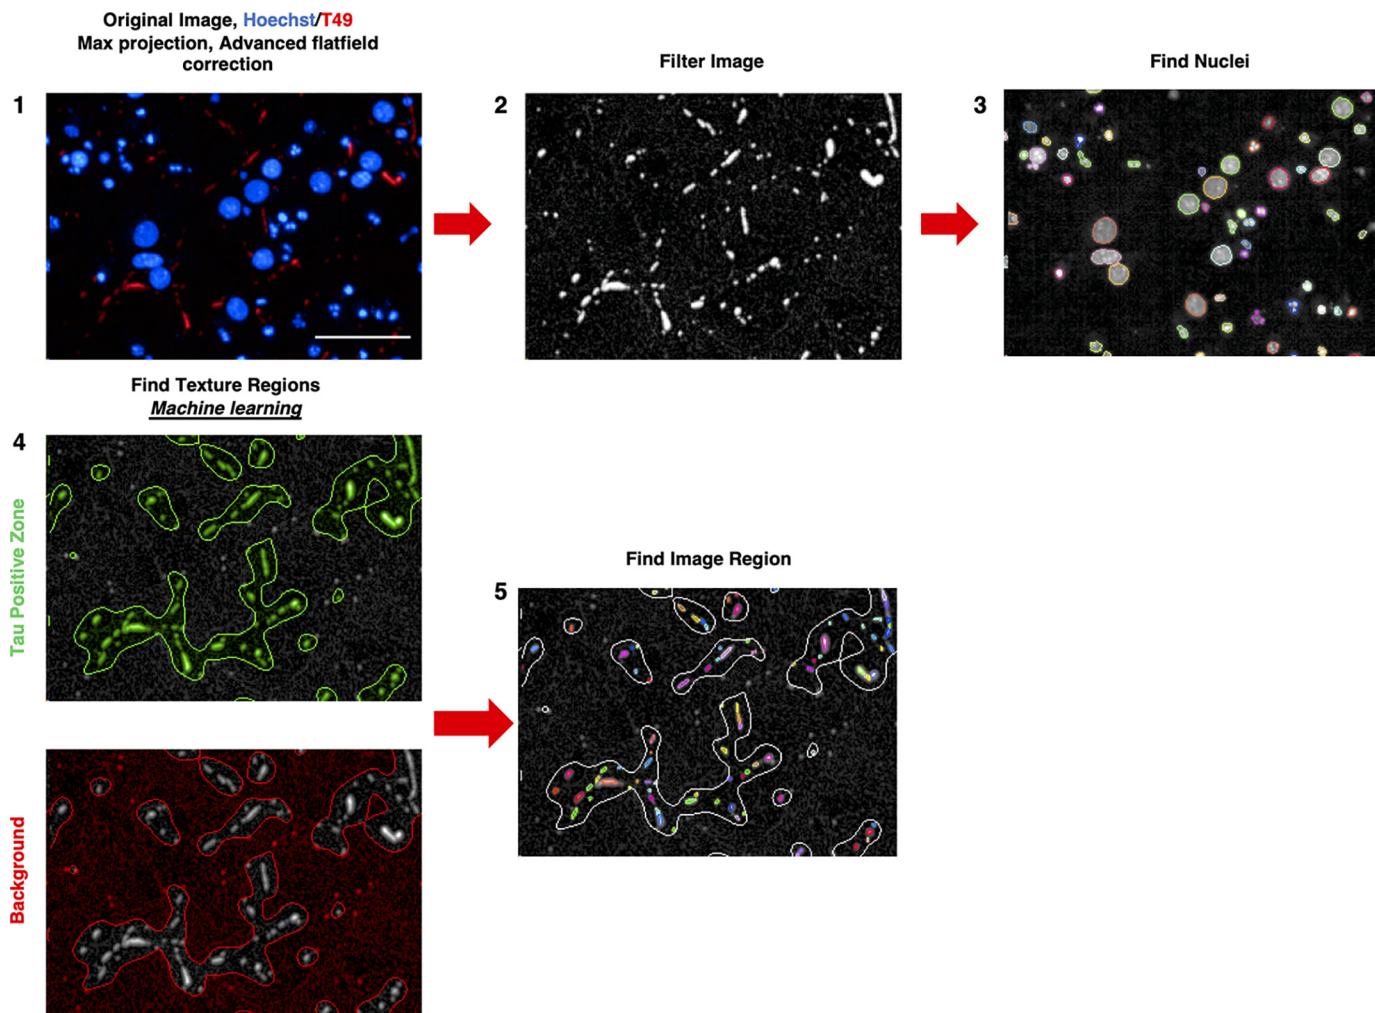 Original Image, Hoechst/T49
Max projection, Advanced flatfield
correction
Filter Image
Find Nuclei
1
2
3
Find Texture Regions
Machine learning
4
Tau Positive Zone
Find Image Region
5
Background